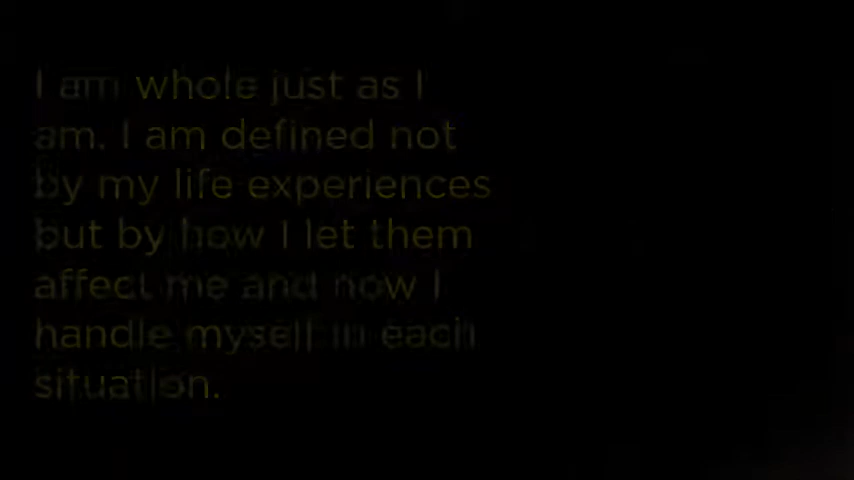 I am whole just as I
am. I am defined not
by my life experiences
but by how I let them
affect me and how I
handle myself in each
situation.